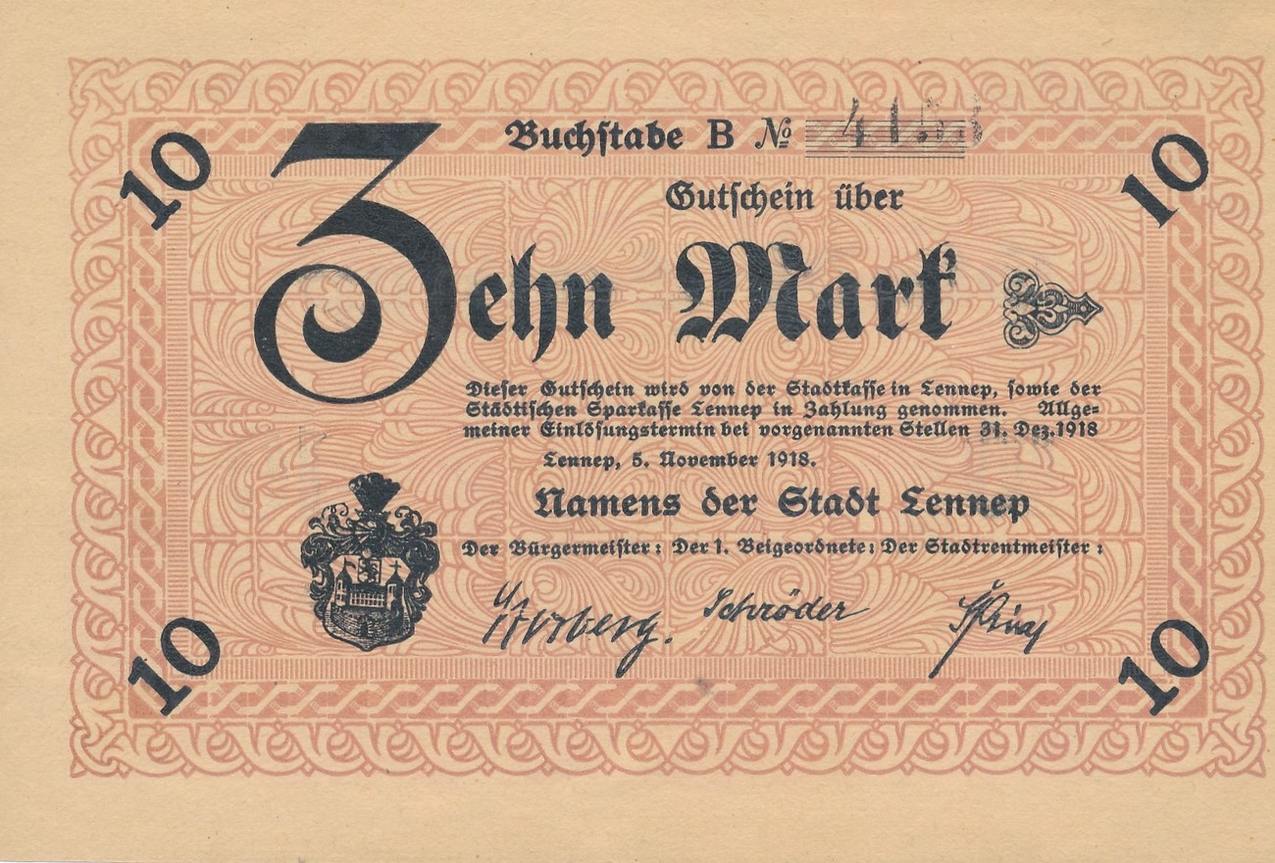 10
10
Buchstabe B № 4153
Gutschein über
Zehn Mark
Dieser Gutschein wird von der Stadtkasse in Lennep, sowie der
Städtischen Sparkasse Lennep in Zahlung genommen. Allge=
meiner Einlösungstermin bei vorgenannten Stellen 31. Dez. 1918
Lennep, 5. November 1918.
Namens der Stadt Lennep
Der Bürgermeister: Der 1. Beigeordnete: Der Stadtrentmeister:
Schröder
10
10